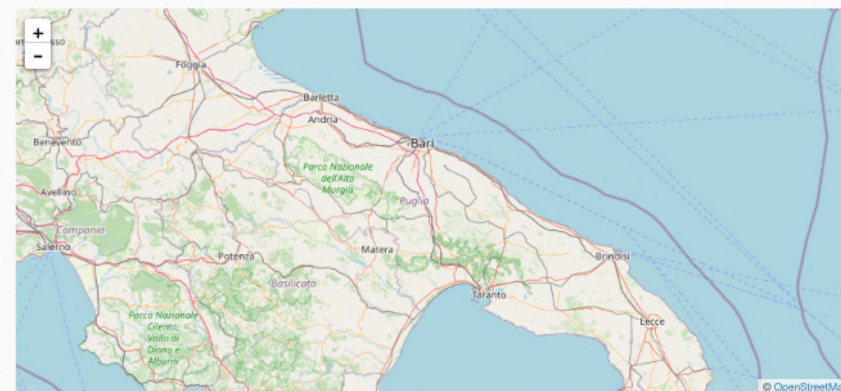 +
-
Foggia
Barletta
Andria
Bari
Benevento
Parco Nazionale
dell'Alta
Murgia
Avellino
Puglia
Campania
Salerno
Potenza
Matera
Brindisi
Basilicata
Taranto
Parco Nazionale
Cilento,
Vallo di
Diano e
Alburni
Lecce
© OpenStreetMa